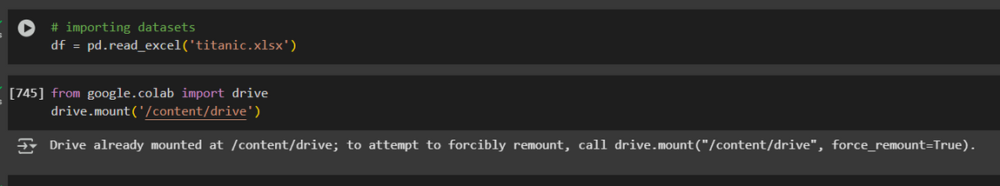 # importing datasets
df = pd.read_excel('titanic.xlsx')
[745] from google.colab import drive
drive.mount('/content/drive')
Drive already mounted at /content/drive; to attempt to forcibly remount, call drive.mount("/content/drive", force_remount=True).